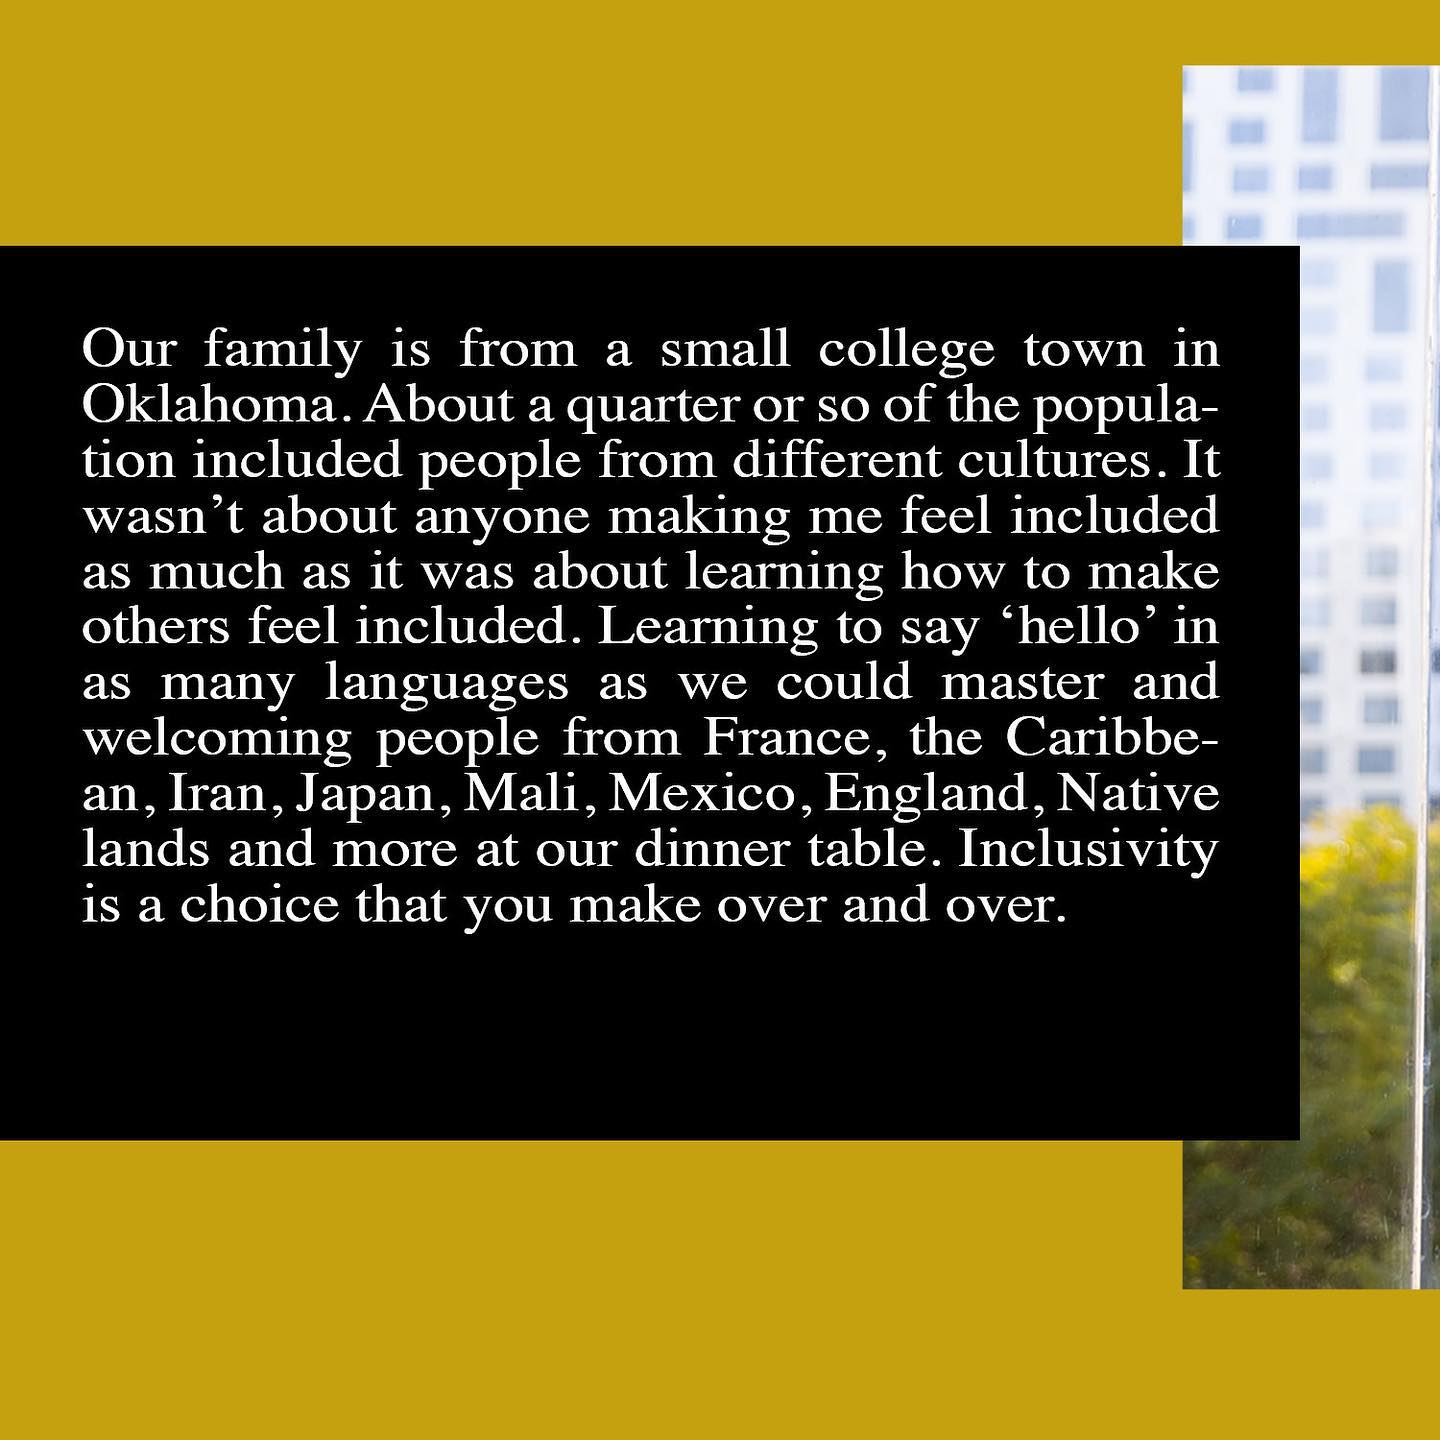 Our family is from a small college town in
Oklahoma. About a quarter or so of the popula-
tion included people from different cultures. It
wasn’t about anyone making me feel included
as much as it was about learning how to make
others feel included. Learning to say ‘hello’ in
as many languages as we could master and
welcoming people from France, the Caribbe-
an, Iran, Japan, Mali, Mexico, England, Native
lands and more at our dinner table. Inclusivity
is a choice that you make over and over.